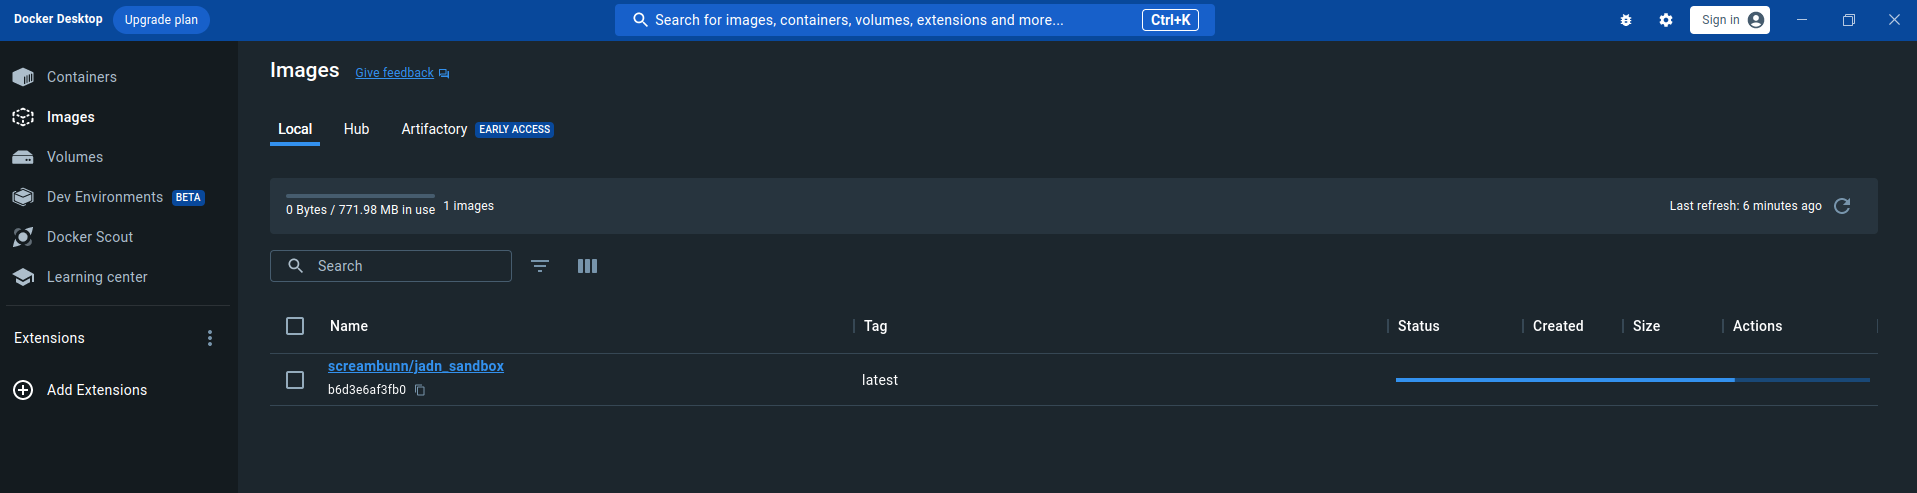 Docker Desktop Upgrade plan Search for images, containers, volumes, extensions and more... Ctrl+K Sign in
Containers
Images
Volumes
Dev Environments BETA
Docker Scout
Learning center
Extensions
Add Extensions
Images Give feedback
Local Hub Artifactory EARLY ACCESS
0 Bytes / 771.98 MB in use 1 images Last refresh: 6 minutes ago
Search
Name Tag Status Created Size Actions
screambunn/jadn_sandbox
b6d3e6af3fb0
latest